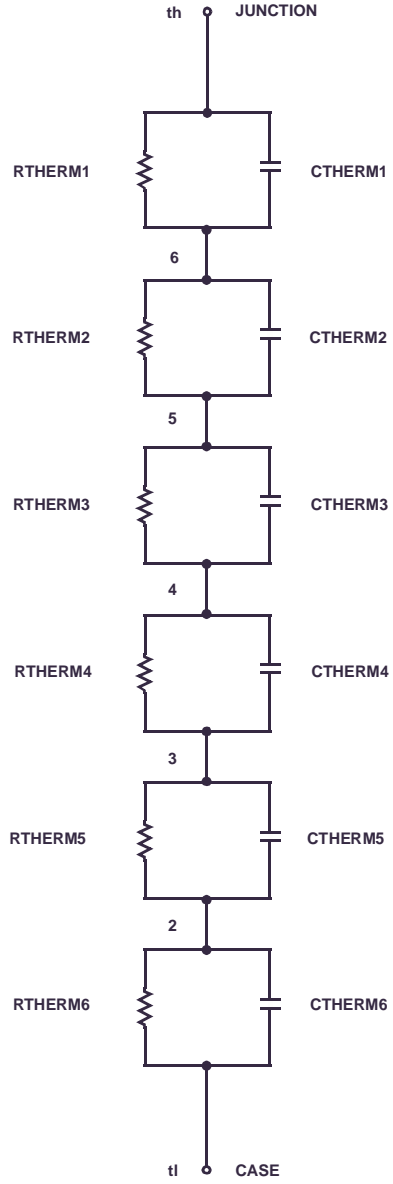 th JUNCTION
RTHERM1 CTHERM1
6
RTHERM2 CTHERM2
5
RTHERM3 CTHERM3
4
RTHERM4 CTHERM4
3
RTHERM5 CTHERM5
2
RTHERM6 CTHERM6
tl CASE